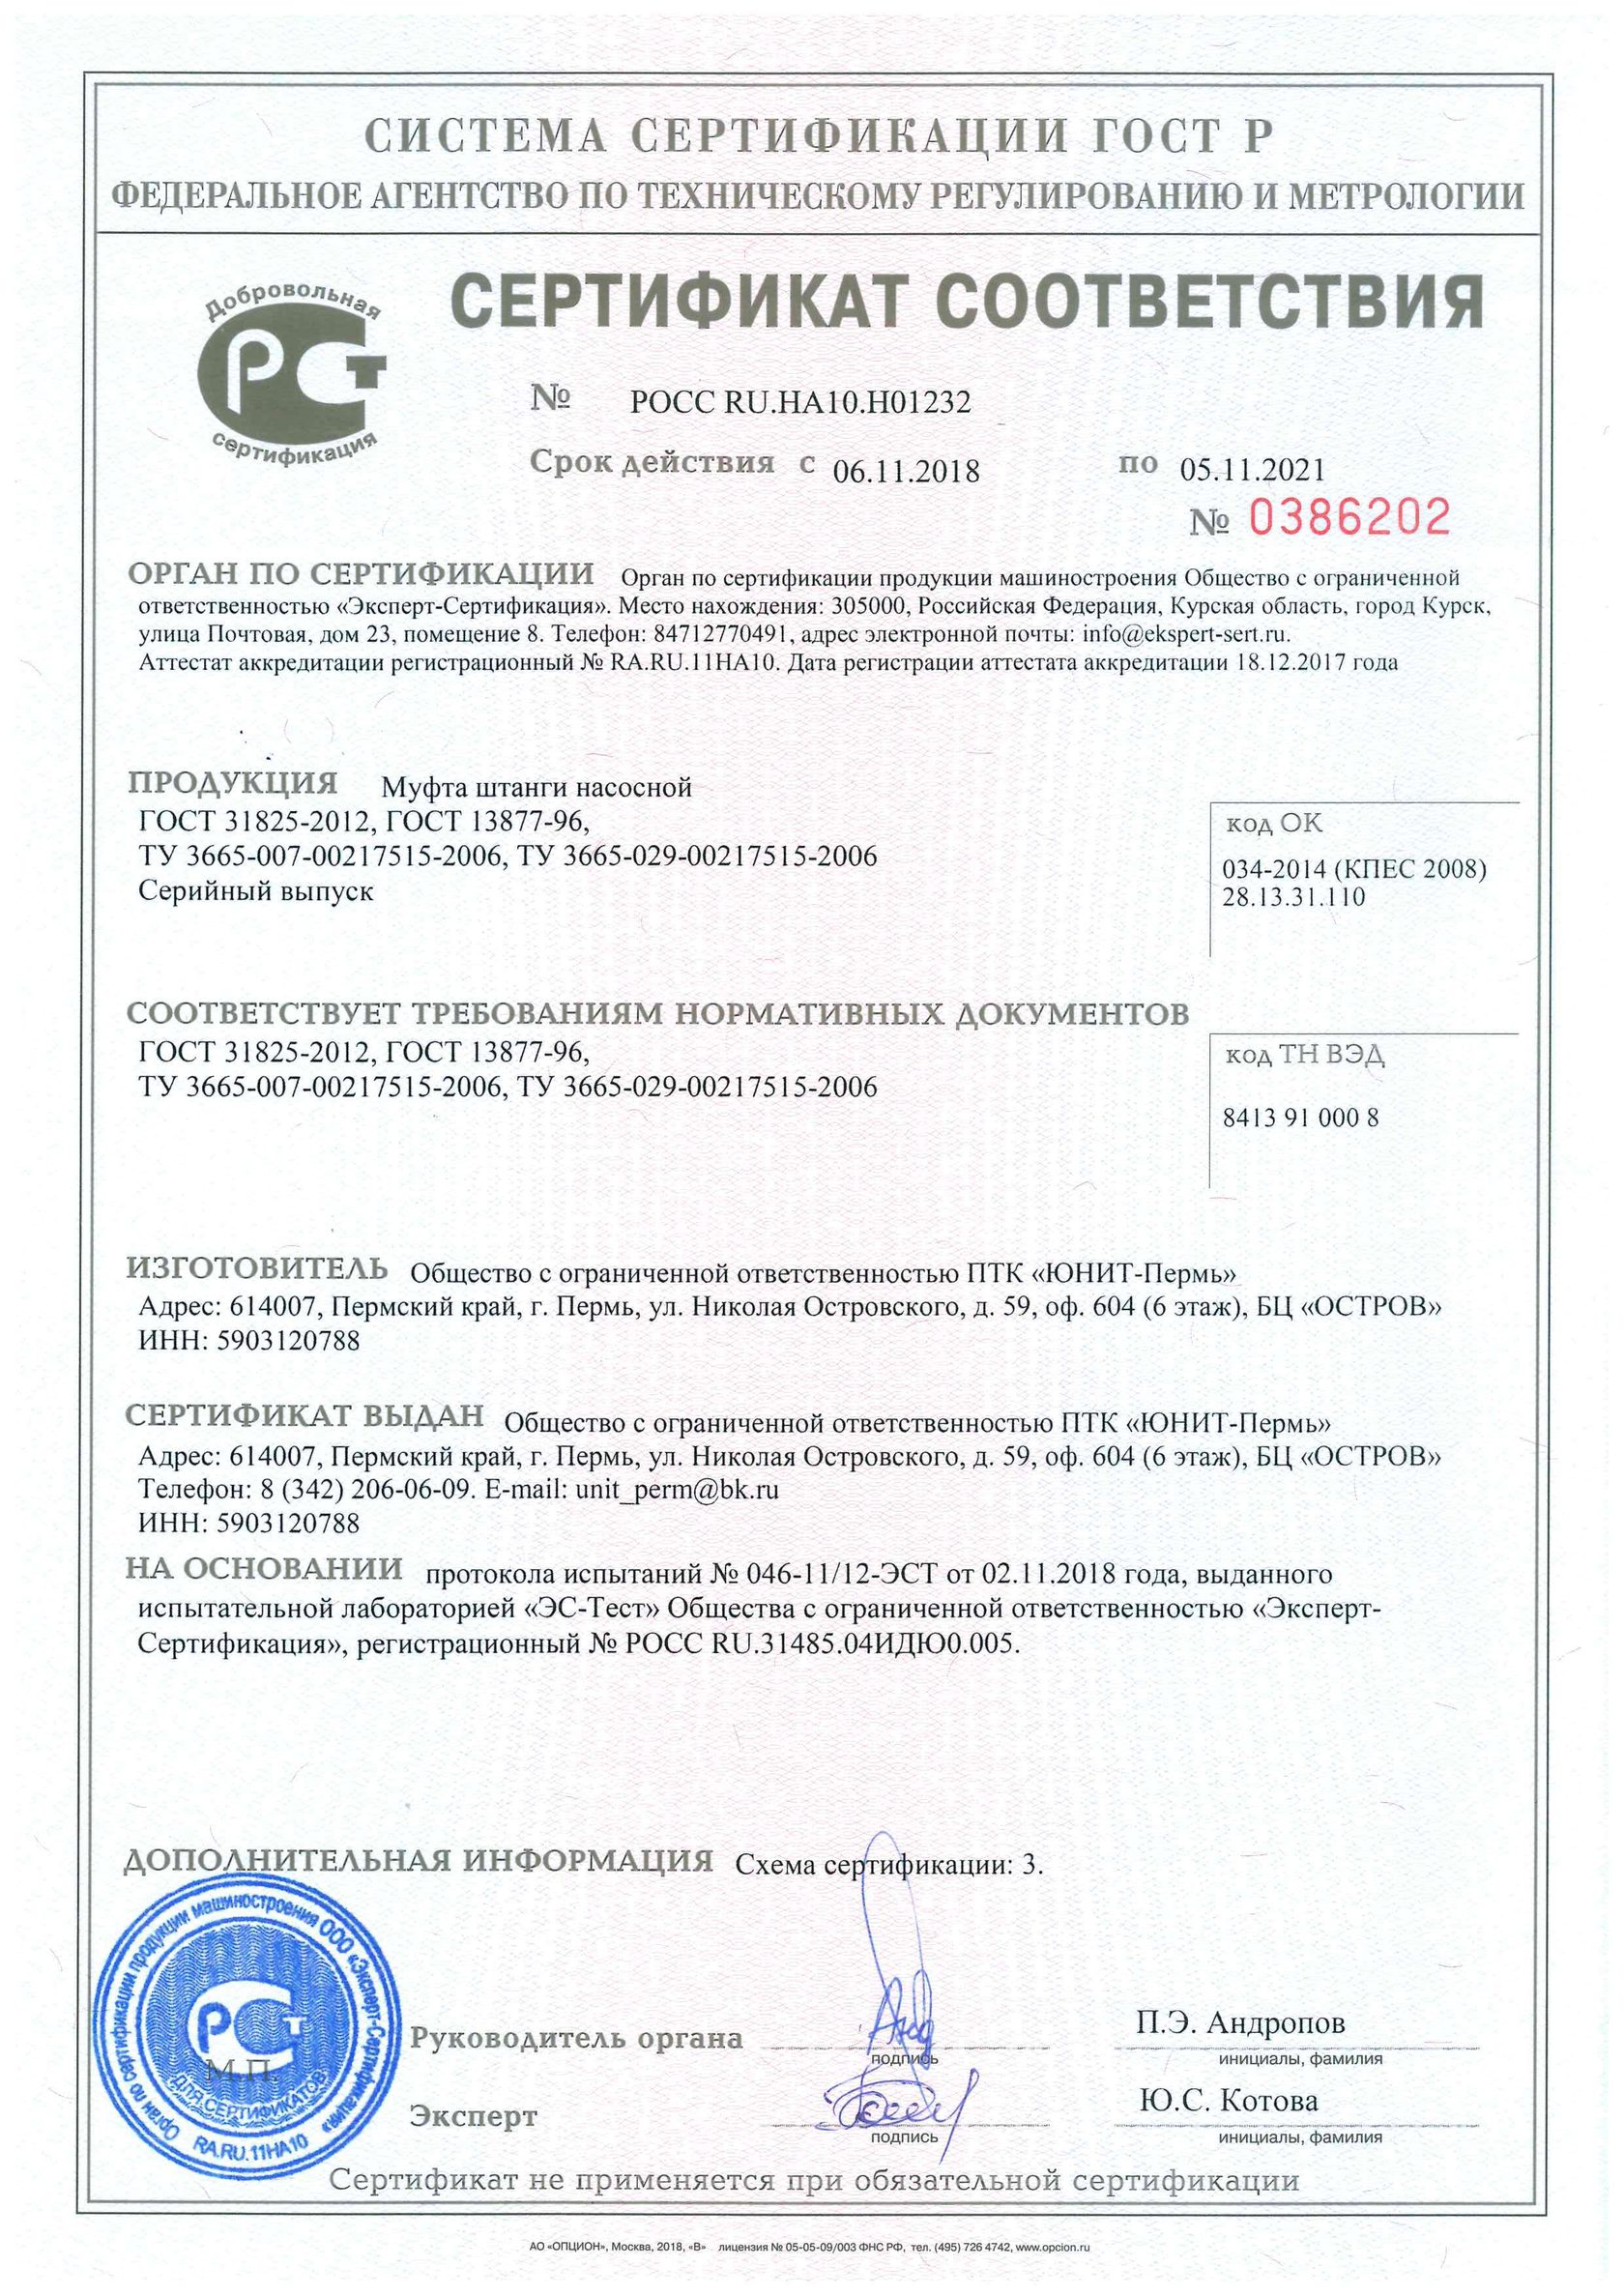 СИСТЕМА СЕРТИФИКАЦИИ ГОСТ Р
ФЕДЕРАЛЬНОЕ АГЕНТСТВО ПО ТЕХНИЧЕСКОМУ РЕГУЛИРОВАНИЮ И МЕТРОЛОГИИ
Добровольная
РСТ
сертификация
СЕРТИФИКАТ СООТВЕТСТВИЯ
№ РОСС RU.НА10.Н01232
Срок действия с 06.11.2018 по 05.11.2021
№ 0386202
ОРГАН ПО СЕРТИФИКАЦИИ Орган по сертификации продукции машиностроения Общество с ограниченной
ответственностью «Эксперт-Сертификация». Место нахождения: 305000, Российская Федерация, Курская область, город Курск,
улица Почтовая, дом 23, помещение 8. Телефон: 84712770491, адрес электронной почты: info@ekspert-sert.ru.
Аттестат аккредитации регистрационный № RA.RU.11НА10. Дата регистрации аттестата аккредитации 18.12.2017 года
ПРОДУКЦИЯ Муфта штанги насосной
ГОСТ 31825-2012, ГОСТ 13877-96,
ТУ 3665-007-00217515-2006, ТУ 3665-029-00217515-2006
Серийный выпуск
код ОК
034-2014 (КПЕС 2008)
28.13.31.110
СООТВЕТСТВУЕТ ТРЕБОВАНИЯМ НОРМАТИВНЫХ ДОКУМЕНТОВ
ГОСТ 31825-2012, ГОСТ 13877-96,
ТУ 3665-007-00217515-2006, ТУ 3665-029-00217515-2006
код ТН ВЭД
8413 91 000 8
ИЗГОТОВИТЕЛЬ Общество с ограниченной ответственностью ПТК «ЮНИТ-Пермь»
Адрес: 614007, Пермский край, г. Пермь, ул. Николая Островского, д. 59, оф. 604 (6 этаж), БЦ «ОСТРОВ»
ИНН: 5903120788
СЕРТИФИКАТ ВЫДАН Общество с ограниченной ответственностью ПТК «ЮНИТ-Пермь»
Адрес: 614007, Пермский край, г. Пермь, ул. Николая Островского, д. 59, оф. 604 (6 этаж), БЦ «ОСТРОВ»
Телефон: 8 (342) 206-06-09. E-mail: unit_perm@bk.ru
ИНН: 5903120788
НА ОСНОВАНИИ протокола испытаний № 046-11/12-ЭСТ от 02.11.2018 года, выданного
испытательной лабораторией «ЭС-Тест» Общества с ограниченной ответственностью «Эксперт-
Сертификация», регистрационный № РОСС RU.31485.04ИДЮ0.005.
ДОПОЛНИТЕЛЬНАЯ ИНФОРМАЦИЯ Схема сертификации: 3.
Орган по сертификации продукции машиностроения ООО «Эксперт-Сертификация»
РСТ
М.П.
ДЛЯ СЕРТИФИКАТОВ
RA.RU.11НА10
Руководитель органа
подпись
П.Э. Андропов
инициалы, фамилия
Эксперт
подпись
Ю.С. Котова
инициалы, фамилия
Сертификат не применяется при обязательной сертификации
АО «ОПЦИОН», Москва, 2018, «В» лицензия № 05-05-09/003 ФНС РФ, тел. (495) 726 4742, www.opcion.ru